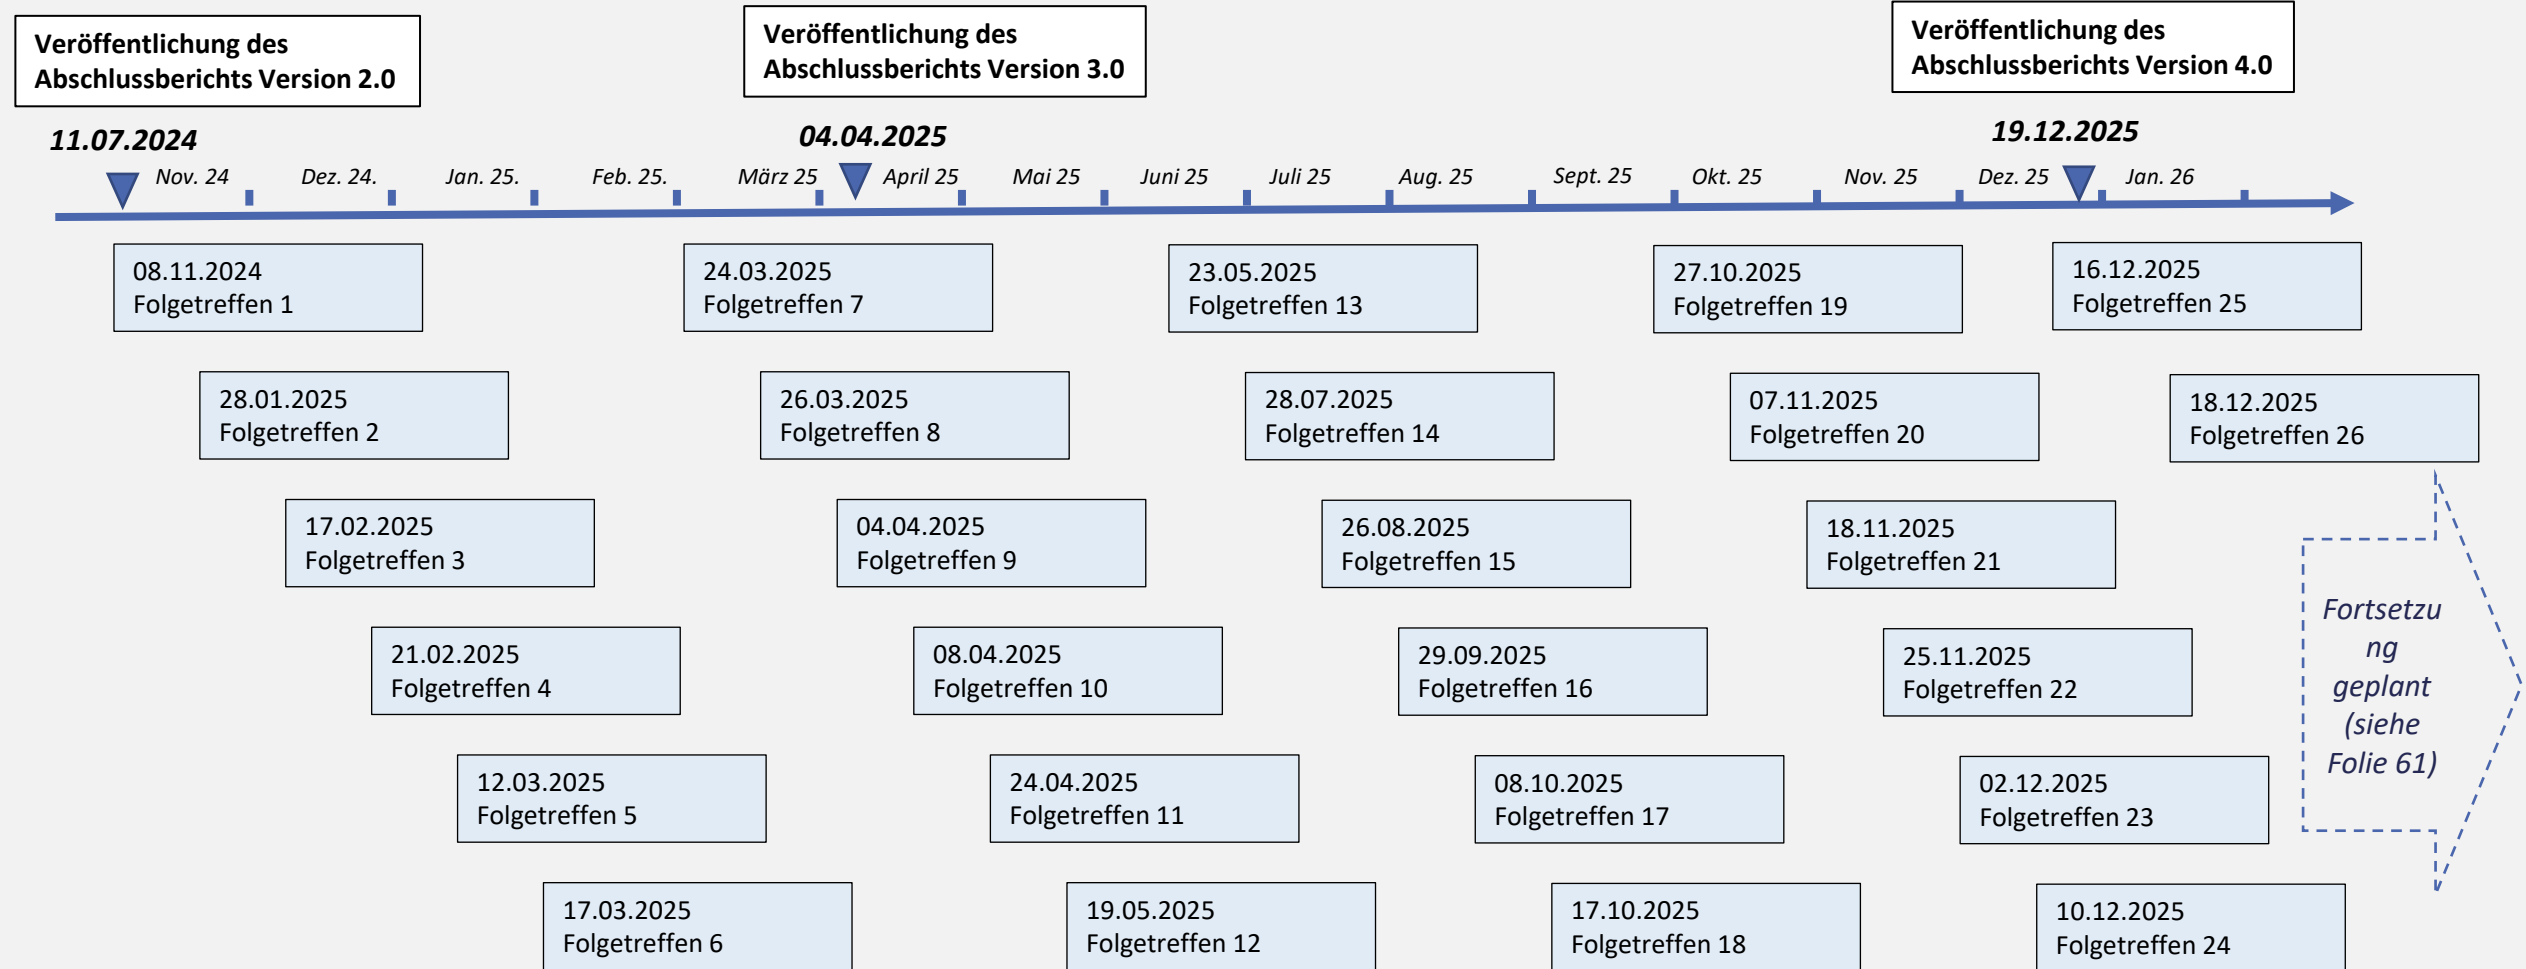 Veröffentlichung des
Abschlussberichts Version 2.0
Veröffentlichung des
Abschlussberichts Version 3.0
Veröffentlichung des
Abschlussberichts Version 4.0
11.07.2024
04.04.2025
19.12.2025
Nov. 24
Dez. 24.
Jan. 25.
Feb. 25.
März 25
April 25
Mai 25
Juni 25
Juli 25
Aug. 25
Sept. 25
Okt. 25
Nov. 25
Dez. 25
Jan. 26
08.11.2024
Folgetreffen 1
28.01.2025
Folgetreffen 2
17.02.2025
Folgetreffen 3
21.02.2025
Folgetreffen 4
12.03.2025
Folgetreffen 5
17.03.2025
Folgetreffen 6
24.03.2025
Folgetreffen 7
26.03.2025
Folgetreffen 8
04.04.2025
Folgetreffen 9
08.04.2025
Folgetreffen 10
24.04.2025
Folgetreffen 11
19.05.2025
Folgetreffen 12
23.05.2025
Folgetreffen 13
28.07.2025
Folgetreffen 14
26.08.2025
Folgetreffen 15
29.09.2025
Folgetreffen 16
08.10.2025
Folgetreffen 17
17.10.2025
Folgetreffen 18
27.10.2025
Folgetreffen 19
07.11.2025
Folgetreffen 20
18.11.2025
Folgetreffen 21
25.11.2025
Folgetreffen 22
02.12.2025
Folgetreffen 23
10.12.2025
Folgetreffen 24
16.12.2025
Folgetreffen 25
18.12.2025
Folgetreffen 26
Fortsetzu
ng
geplant
(siehe
Folie 61)